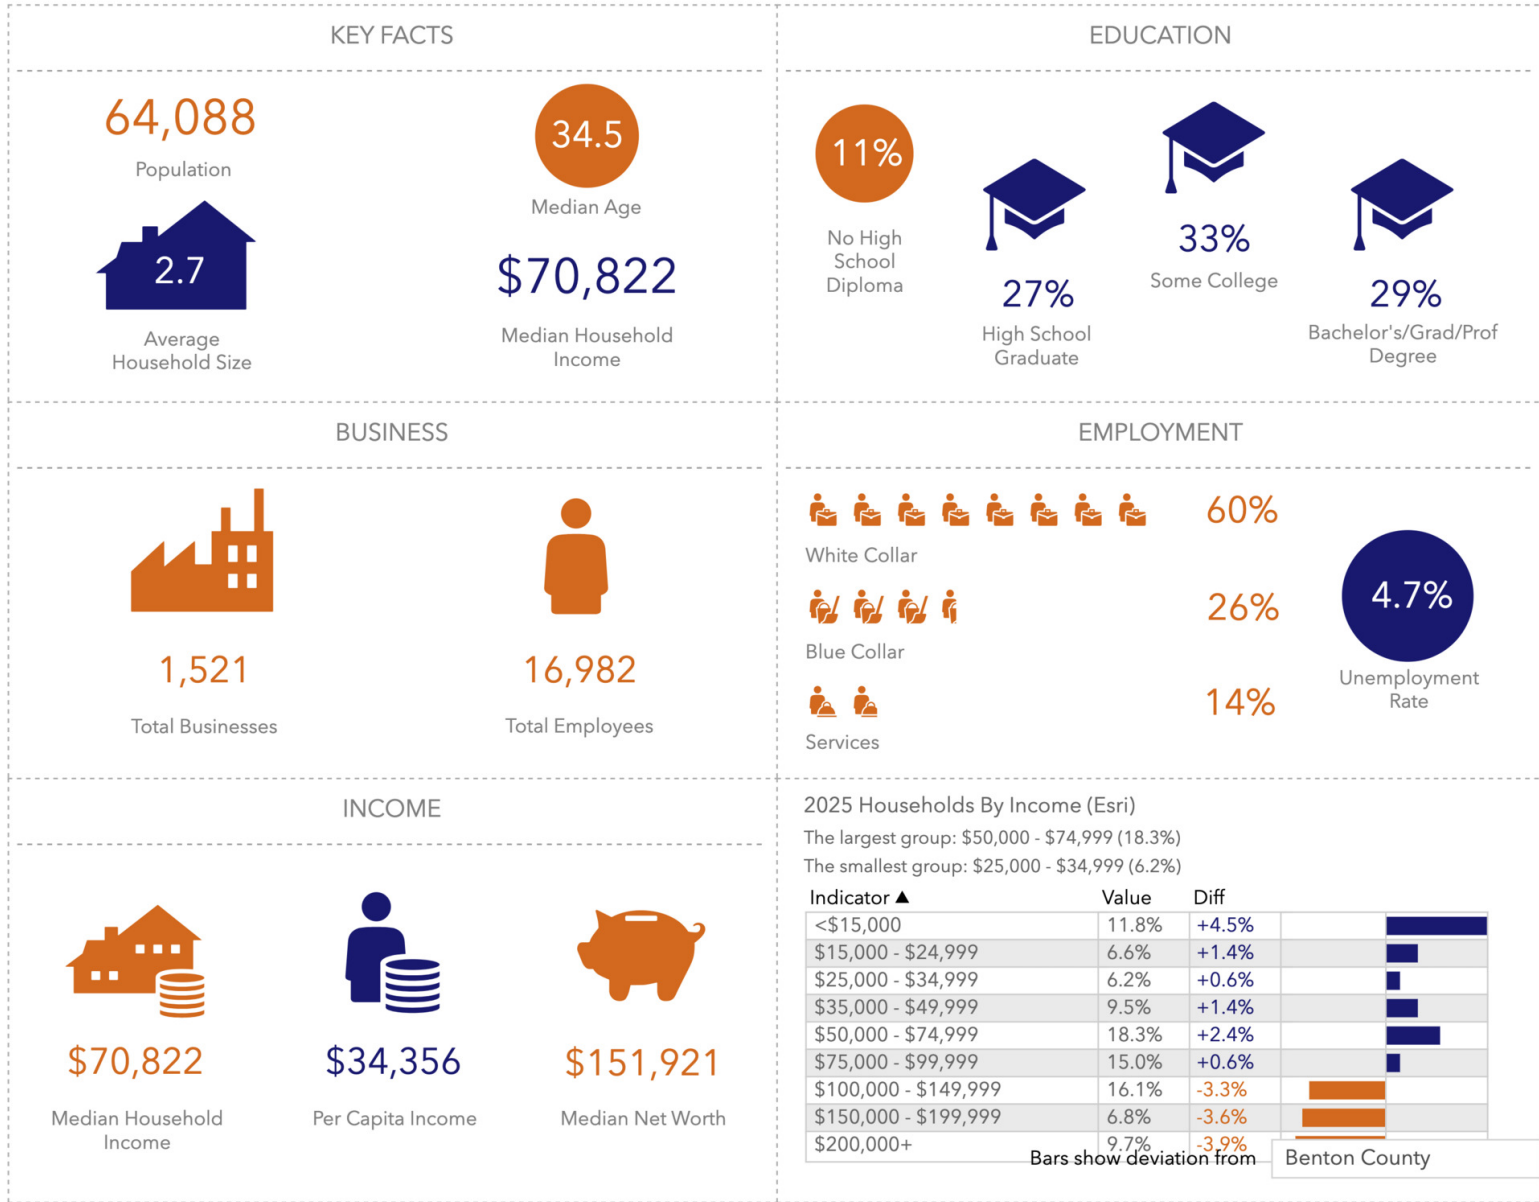 KEY FACTS
64,088
Population
34.5
Median Age
2.7
Average
Household Size
$70,822
Median Household
Income
EDUCATION
11%
No High
School
Diploma
27%
High School
Graduate
33%
Some College
29%
Bachelor's/Grad/Prof
Degree
BUSINESS
1,521
Total Businesses
16,982
Total Employees
EMPLOYMENT
60%
White Collar
26%
Blue Collar
14%
Services
4.7%
Unemployment
Rate
INCOME
$70,822
Median Household
Income
$34,356
Per Capita Income
$151,921
Median Net Worth
2025 Households By Income (Esri)
The largest group: $50,000 - $74,999 (18.3%)
The smallest group: $25,000 - $34,999 (6.2%)
Indicator ▲ Value Diff
<$15,000 11.8% +4.5%
$15,000 - $24,999 6.6% +1.4%
$25,000 - $34,999 6.2% +0.6%
$35,000 - $49,999 9.5% +1.4%
$50,000 - $74,999 18.3% +2.4%
$75,000 - $99,999 15.0% +0.6%
$100,000 - $149,999 16.1% -3.3%
$150,000 - $199,999 6.8% -3.6%
$200,000+ 9.7% -3.9%
Bars show deviation from Benton County